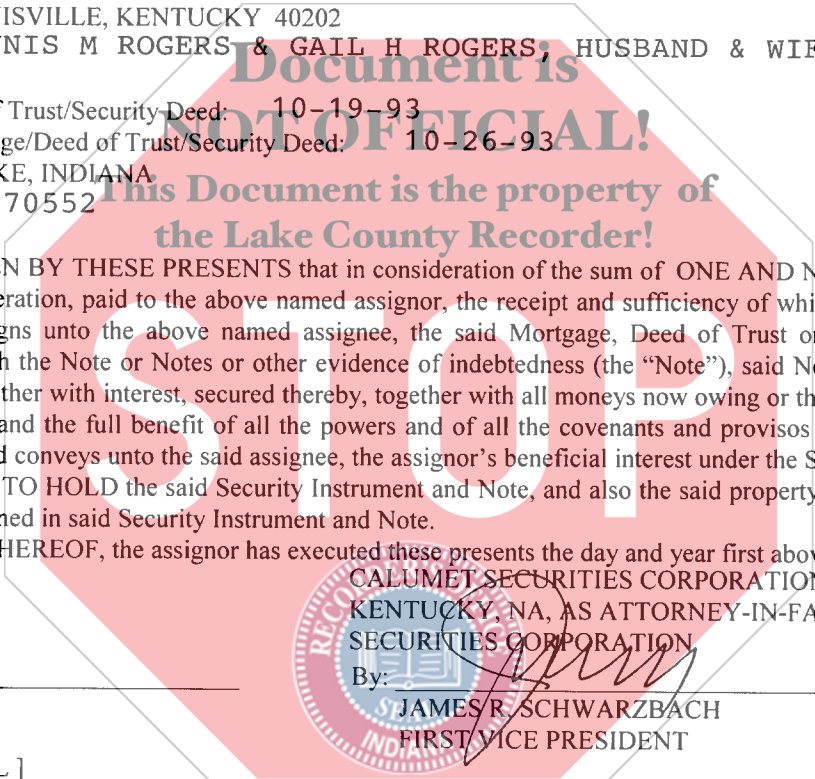 ISVILLE, KENTUCKY 40202
NIS M ROGERS & GAIL H ROGERS, HUSBAND & WIF
Document is
Trust/Security Deed: 10-19-93
NOT OFFICIAL!
ge/Deed of Trust/Security Deed: 10-26-93
KE, INDIANA
This Document is the property of
70552
the Lake County Recorder!
N BY THESE PRESENTS that in consideration of the sum of ONE AND N
eration, paid to the above named assignor, the receipt and sufficiency of whi
gns unto the above named assignee, the said Mortgage, Deed of Trust o
h the Note or Notes or other evidence of indebtedness (the “Note”), said N
ther with interest, secured thereby, together with all moneys now owing or th
and the full benefit of all the powers and of all the covenants and provisos
d conveys unto the said assignee, the assignor’s beneficial interest under the S
TO HOLD the said Security Instrument and Note, and also the said property
ned in said Security Instrument and Note.
HEREOF, the assignor has executed these presents the day and year first abov
STOP
CALUMET SECURITIES CORPORATION
KENTUCKY, NA, AS ATTORNEY-IN-FA
SECURITIES CORPORATION
By:
JAMES R. SCHWARZBACH
FIRST VICE PRESIDENT
SEAL
INDIANA
L]